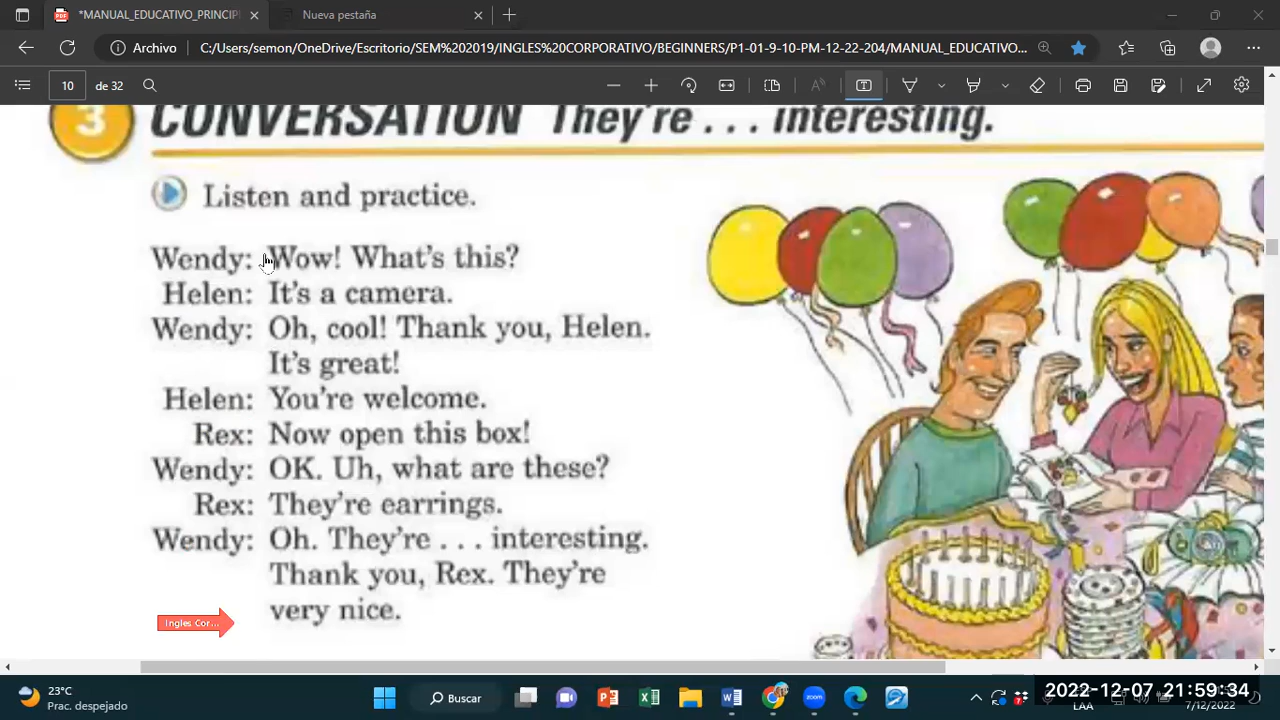 *MANUAL_EDUCATIVO_PRINCIPI
Nueva pestaña
Archivo
C:/Users/semon/OneDrive/Escritorio/SEM%202019/INGLES%20CORPORATIVO/BEGINNERS/P1-01-9-10-PM-12-22-204/MANUAL_EDUCATIVO...
10 de 32
3 CONVERSATION They're . . . interesting.
Listen and practice.
Wendy: Wow! What's this?
Helen: It's a camera.
Wendy: Oh, cool! Thank you, Helen.
It's great!
Helen: You're welcome.
Rex: Now open this box!
Wendy: OK. Uh, what are these?
Rex: They're earrings.
Wendy: Oh. They're . . . interesting.
Thank you, Rex. They're
very nice.
Ingles Cor...
23°C
Prac. despejado
Buscar
2022-12-07 21:59:34
LAA
7/12/2022